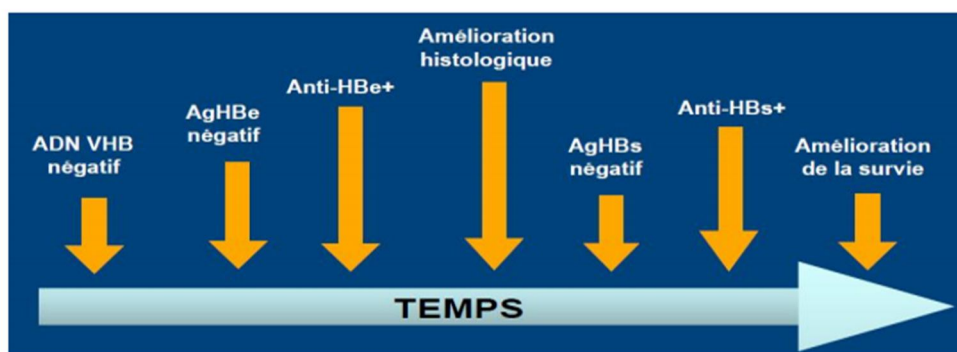 ADN VHB
négatif
AgHBe
négatif
Anti-HBe+
Amélioration
histologique
AgHBs
négatif
Anti-HBs+
Amélioration
de la survie
TEMPS